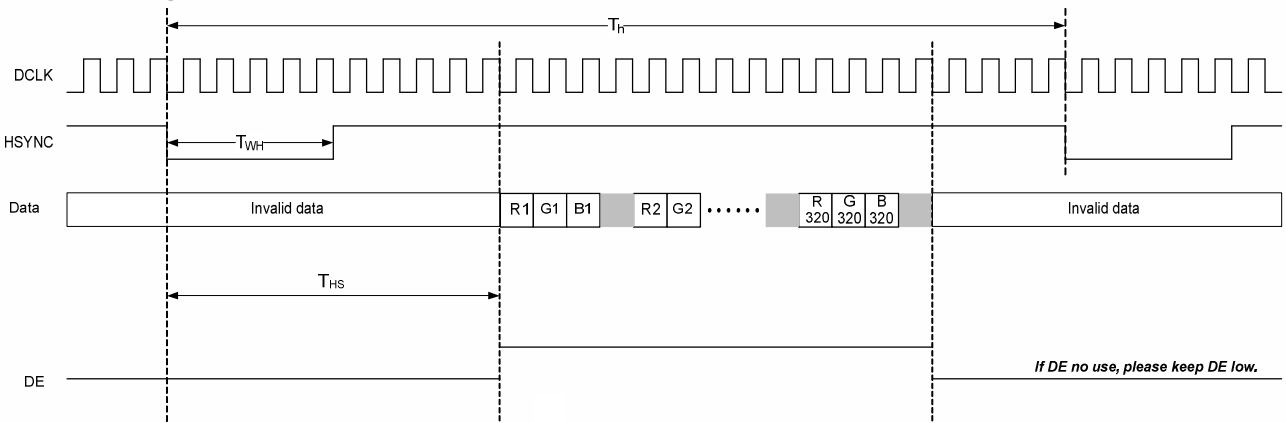 Th
DCLK
HSYNC
TWH
Data
Invalid data
R1 G1 B1 R2 G2 ······ R 320 G 320 B 320
Invalid data
THS
DE
If DE no use, please keep DE low.